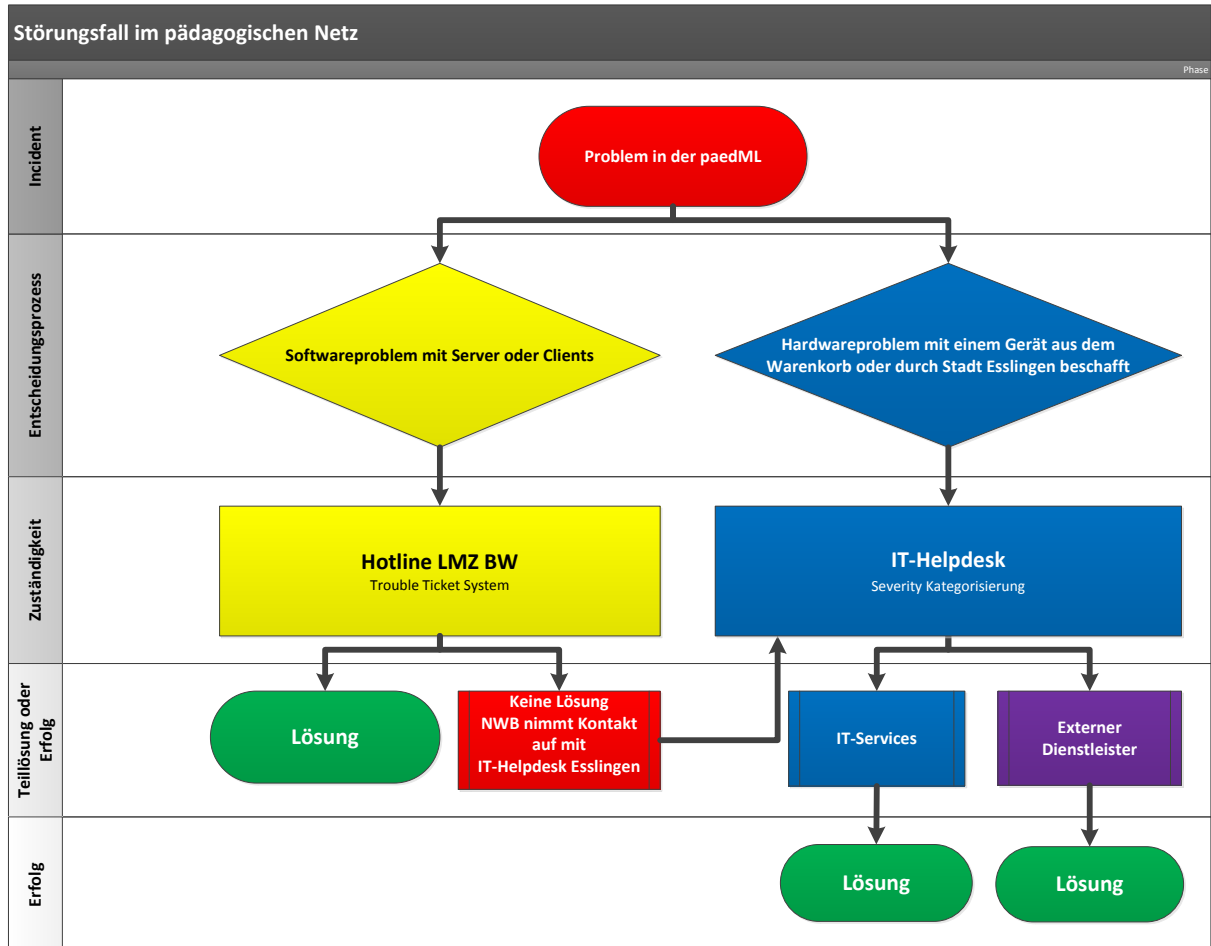 Störungsfall im pädagogischen Netz
Phase
Incident
Problem in der paedML
Entscheidungsprozess
Softwareproblem mit Server oder Clients
Hardwareproblem mit einem Gerät aus dem
Warenkorb oder durch Stadt Esslingen beschafft
Zuständigkeit
Hotline LMZ BW
Trouble Ticket System
IT-Helpdesk
Severity Kategorisierung
Teillösung oder
Erfolg
Lösung
Keine Lösung
NWB nimmt Kontakt
auf mit
IT-Helpdesk Esslingen
IT-Services
Externer
Dienstleister
Erfolg
Lösung
Lösung